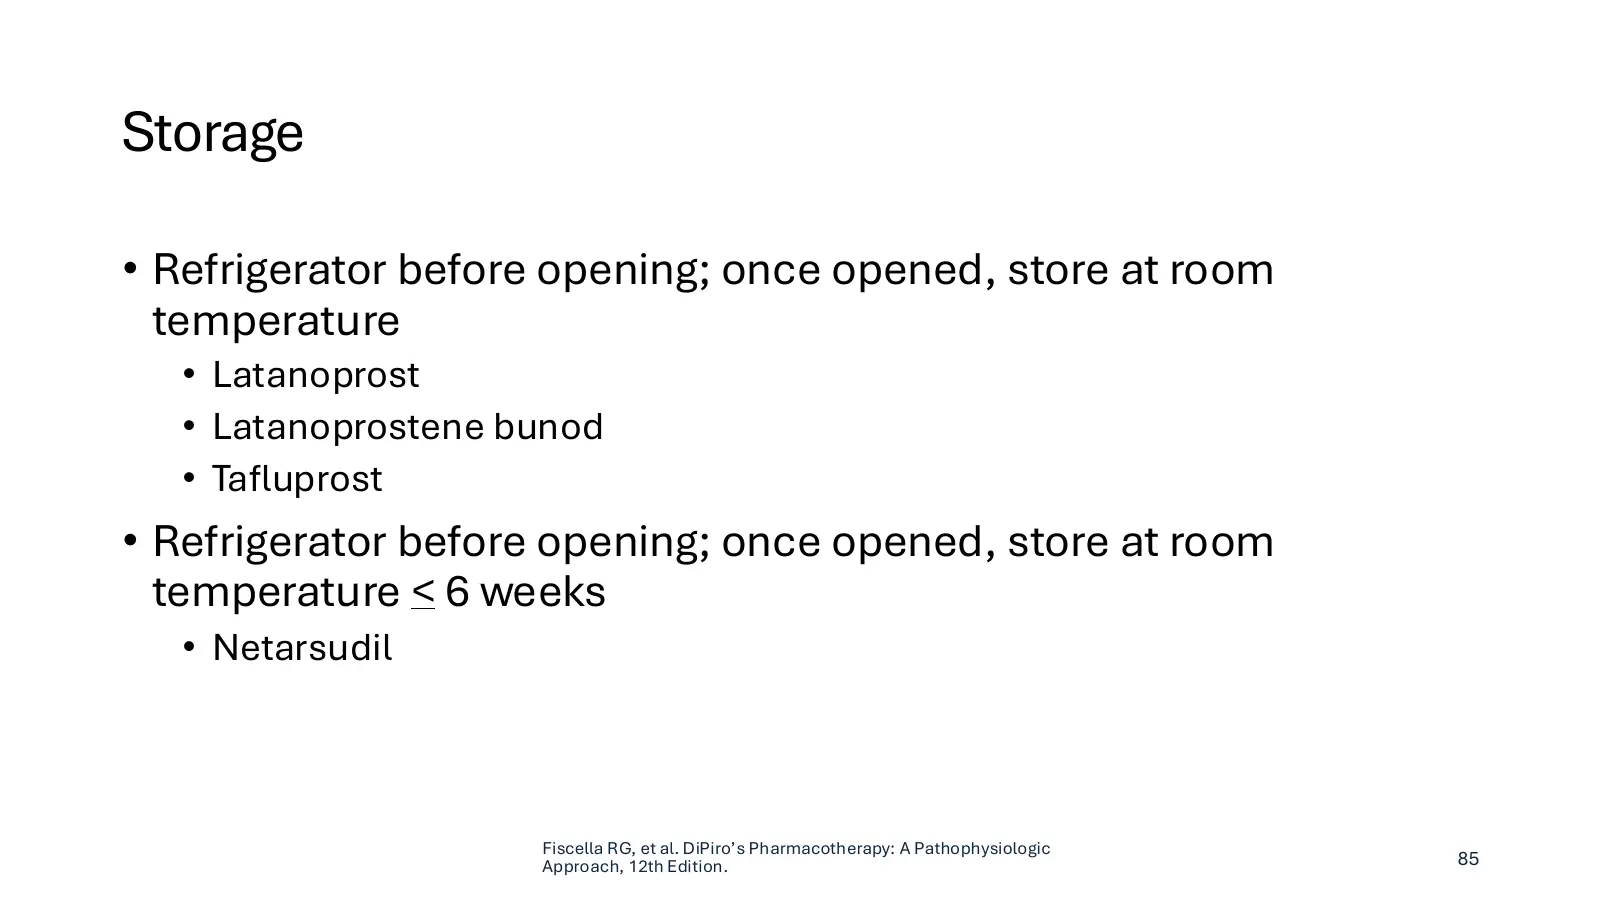 Storage
• Refrigerator before opening; once opened, store at room
temperature
• Latanoprost
• Latanoprostene bunod
• Tafluprost
• Refrigerator before opening; once opened, store at room
temperature < 6 weeks
• Netarsudil
Fiscella RG, et al. DiPiro’s Pharmacotherapy: A Pathophysiologic
Approach, 12th Edition.
85